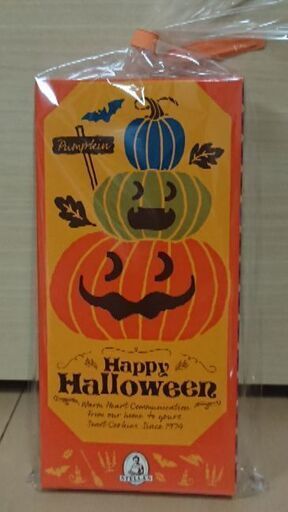 Pumpkin
Happy
Halloween
Warm Heart Communication
From our home to yours
Sweet Cookies Since 1974